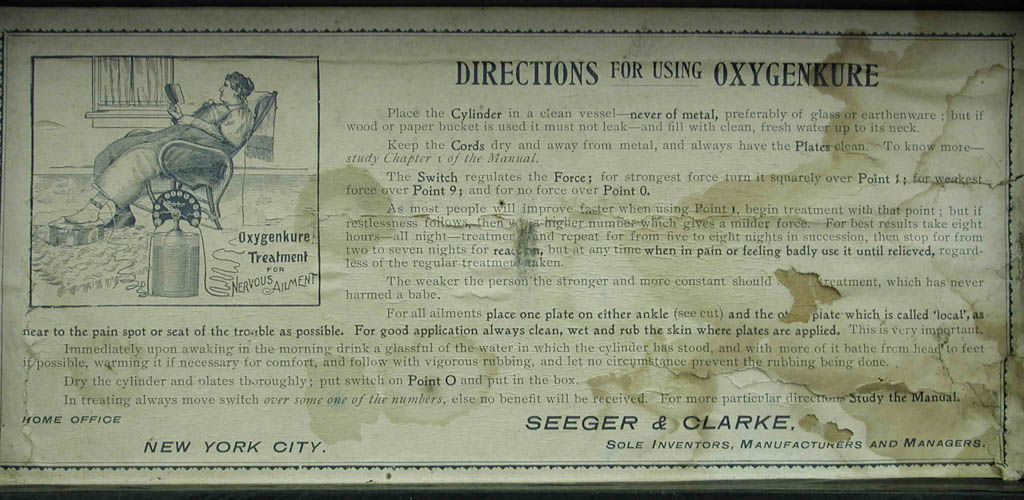 DIRECTIONS FOR USING OXYGENKURE
Place the Cylinder in a clean vessel—never of metal, preferably of glass or earthenware; but if
wood or paper bucket is used it must not leak—and fill with clean, fresh water up to its neck.
Keep the Cords dry and away from metal, and always have the Plates clean. To know more—
study Chapter 1 of the Manual.
The Switch regulates the Force; for strongest force turn it squarely over Point 1; for weakest
force over Point 9; and for no force over Point 0.
As most people will improve faster when using Point 1, begin treatment with that point; but if
restlessness follows, then use a higher number which gives a milder force. For best results take eight
hours—all night—treatment and repeat for from five to eight nights in succession, then stop for from
two to seven nights for reaction, but at any time when in pain or feeling badly use it until relieved, regard-
less of the regular treatment taken.
The weaker the person the stronger and more constant should treatment, which has never
harmed a babe.
For all ailments place one plate on either ankle (see cut) and the plate which is called 'local', as
near to the pain spot or seat of the trouble as possible. For good application always clean, wet and rub the skin where plates are applied. This is very important.
Immediately upon awaking in the morning drink a glassful of the water in which the cylinder has stood, and with more of it bathe from head to feet
if possible, warming it if necessary for comfort, and follow with vigorous rubbing, and let no circumstance prevent the rubbing being done.
Dry the cylinder and plates thoroughly; put switch on Point O and put in the box.
In treating always move switch over some one of the numbers, else no benefit will be received. For more particular directions Study the Manual.
Oxygenkure
Treatment
FOR
NERVOUS AILMENT
HOME OFFICE
NEW YORK CITY.
SEEGER & CLARKE,
SOLE INVENTORS, MANUFACTURERS AND MANAGERS.